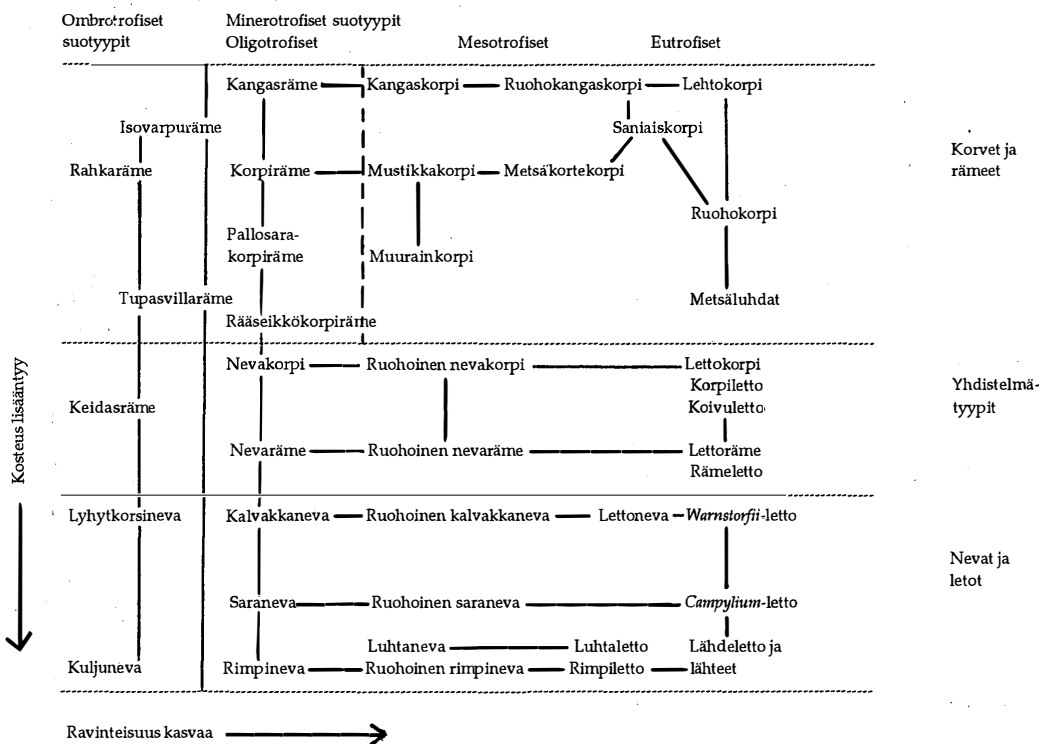 Ombrotrofiset
suotyypit
Minerotrofiset suotyypit
Oligotrofiset Mesotrofiset Eutrofiset
Kangasräme Kangaskorpi Ruohokangaskorpi Lehtokorpi
Isovarpuräme Saniaiskorpi
Korvet ja
rämeet
Rahkaräme Korpiräme Mustikkakorpi Metsäkortekorpi
Ruohokorpi
Pallosara-
korpiräme
Muurainkorpi
Tupasvillaräme Metsäluhdat
Rääseikkökorpiräme
Nevakorpi Ruohoinen nevakorpi Lettokorpi
Korpiletto
Koivuletto
Yhdistelmä-
tyypit
Keidasräme
Nevaräme Ruohoinen nevaräme Lettoräme
Rämeletto
Kosteus lisääntyy
Lyhytkorsineva Kalvakkaneva Ruohoinen kalvakkaneva Lettoneva Warnstorfii-letto
Nevat ja
letot
Saraneva Ruohoinen saraneva Campylium-letto
Luhtaneva Luhtaletto Lähdeletto ja
Kuljuneva Rimpineva Ruohoinen rimpineva Rimpiletto lähteet
Ravinteisuus kasvaa